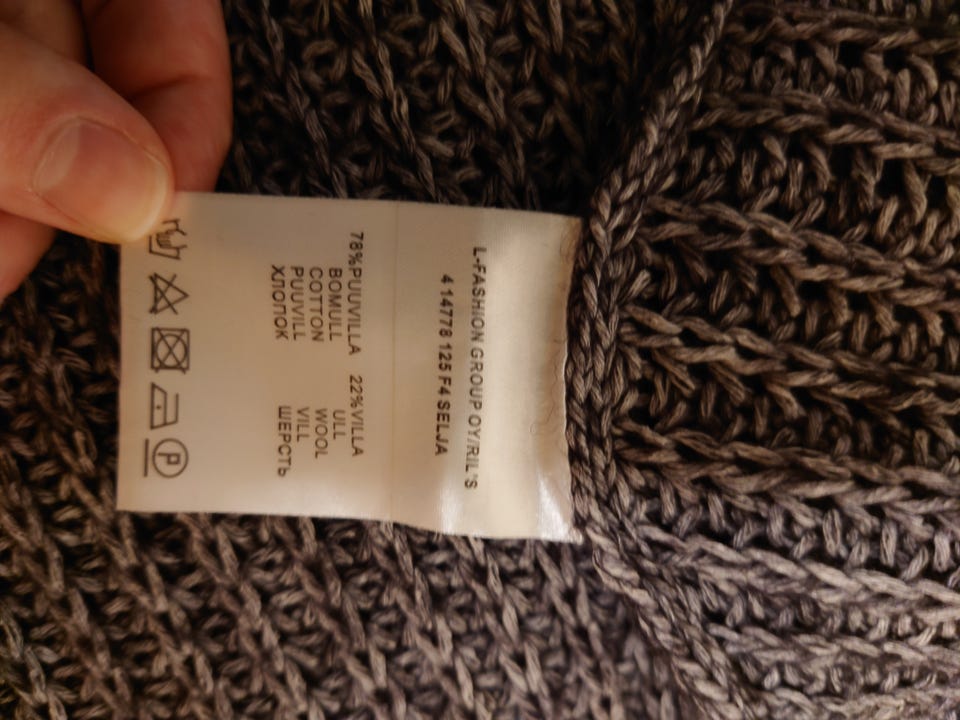 L-FASHION GROUP OY/RIL'S
4 14778 125 F4 SELJA
78%PUUVILLA 22%VILLA
BOMULL ULL
COTTON WOOL
PUUVILL VILL
ХЛОПОК ШЕРСТЬ
P